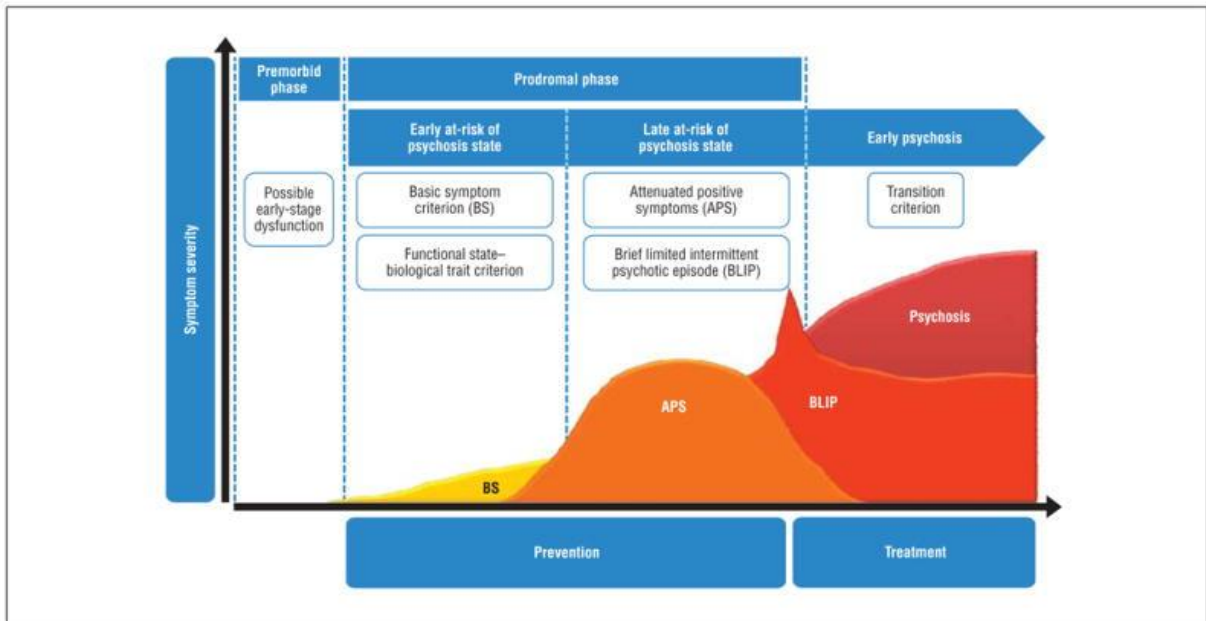 Premorbid
phase
Prodromal phase
Early at-risk of
psychosis state
Late at-risk of
psychosis state
Early psychosis
Possible
early-stage
dysfunction
Basic symptom
criterion (BS)
Attenuated positive
symptoms (APS)
Transition
criterion
Functional state–
biological trait criterion
Brief limited intermittent
psychotic episode (BLIP)
Symptom severity
Psychosis
APS
BLIP
BS
Prevention
Treatment